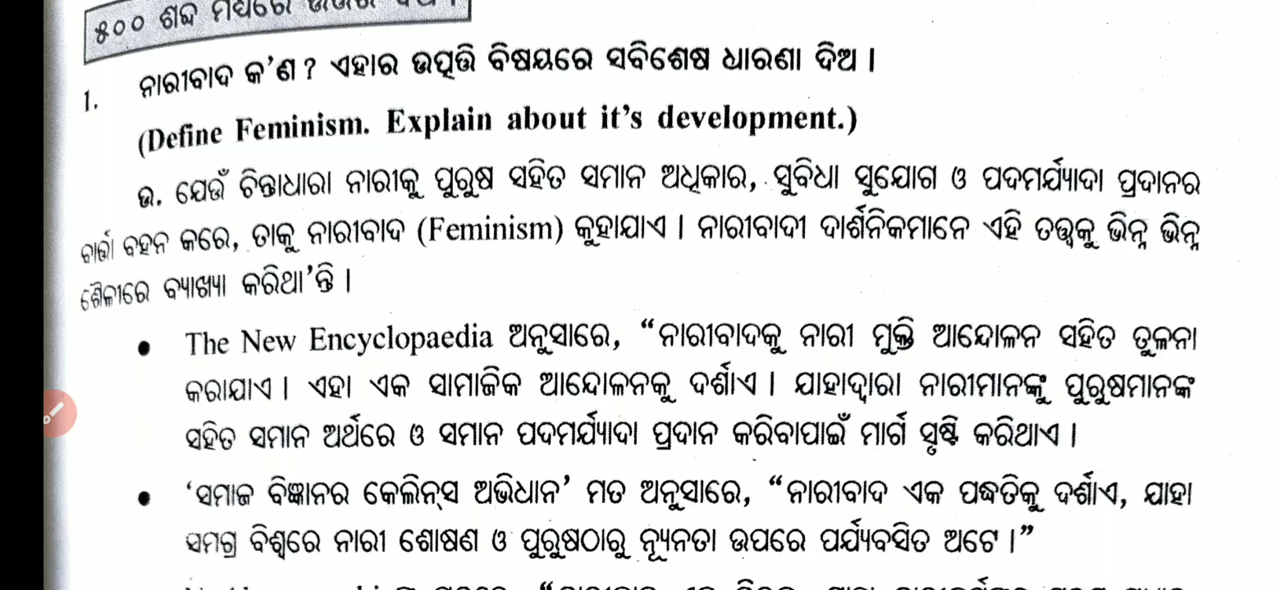 ୫୦୦ ଶବ୍ଦ ମଧ୍ୟରେ ଉତ୍ତର
1. ନାରୀବାଦ କ’ଣ ? ଏହାର ଉତ୍ପତ୍ତି ବିଷୟରେ ସବିଶେଷ ଧାରଣା ଦିଅ ।
(Define Feminism. Explain about it’s development.)
ଉ. ଯେଉଁ ଚିନ୍ତାଧାରା ନାରୀକୁ ପୁରୁଷ ସହିତ ସମାନ ଅଧିକାର, ସୁବିଧା ସୁଯୋଗ ଓ ପଦମର୍ଯ୍ୟାଦା ପ୍ରଦାନର
ବାର୍ତ୍ତା ବହନ କରେ, ତାକୁ ନାରୀବାଦ (Feminism) କୁହାଯାଏ । ନାରୀବାଦୀ ଦାର୍ଶନିକମାନେ ଏହି ତତ୍ତ୍ୱକୁ ଭିନ୍ନ ଭିନ୍ନ
ଶୈଳୀରେ ବ୍ୟାଖ୍ୟା କରିଥା’ନ୍ତି ।
● The New Encyclopaedia ଅନୁସାରେ, “ନାରୀବାଦକୁ ନାରୀ ମୁକ୍ତି ଆନ୍ଦୋଳନ ସହିତ ତୁଳନା
କରାଯାଏ । ଏହା ଏକ ସାମାଜିକ ଆନ୍ଦୋଳନକୁ ଦର୍ଶାଏ । ଯାହାଦ୍ୱାରା ନାରୀମାନଙ୍କୁ ପୁରୁଷମାନଙ୍କ
ସହିତ ସମାନ ଅର୍ଥରେ ଓ ସମାନ ପଦମର୍ଯ୍ୟାଦା ପ୍ରଦାନ କରିବାପାଇଁ ମାର୍ଗ ସୃଷ୍ଟି କରିଥାଏ ।
● ‘ସମାଜ ବିଜ୍ଞାନର କେଲିନ୍ସ ଅଭିଧାନ’ ମତ ଅନୁସାରେ, “ନାରୀବାଦ ଏକ ପଦ୍ଧତିକୁ ଦର୍ଶାଏ, ଯାହା
ସମଗ୍ର ବିଶ୍ୱରେ ନାରୀ ଶୋଷଣ ଓ ପୁରୁଷଠାରୁ ନ୍ୟୂନତା ଉପରେ ପର୍ଯ୍ୟବସିତ ଅଟେ ।”